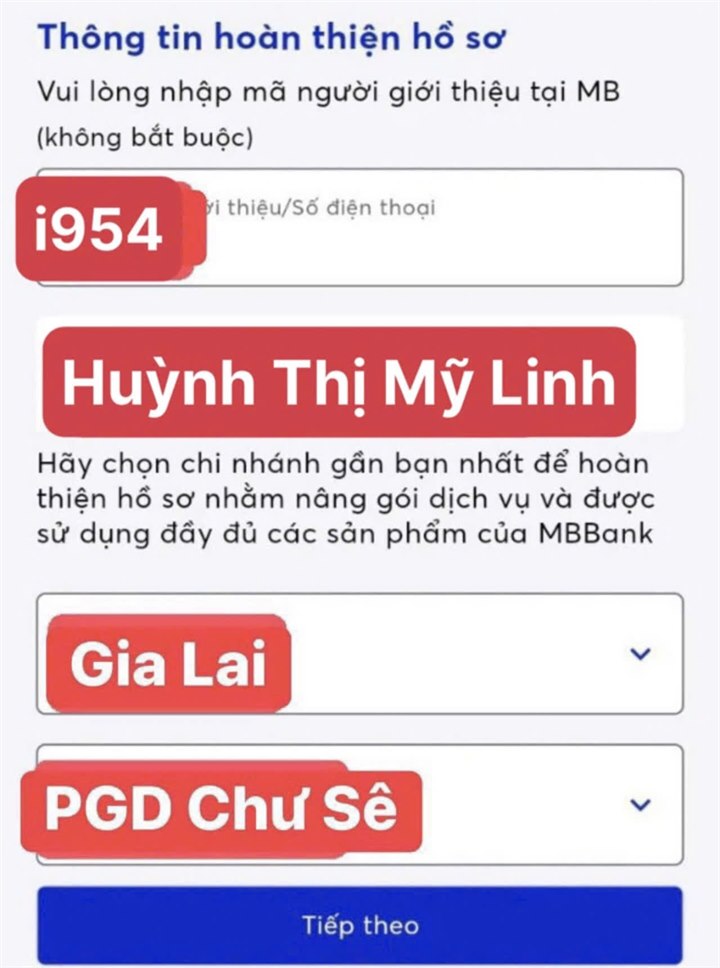 Thông tin hoàn thiện hồ sơ
Vui lòng nhập mã người giới thiệu tại MB
(không bắt buộc)
i954
thiệu/Số điện thoại
Huỳnh Thị Mỹ Linh
Hãy chọn chi nhánh gần bạn nhất để hoàn
thiện hồ sơ nhằm nâng gói dịch vụ và được
sử dụng đầy đủ các sản phẩm của MBBank
Gia Lai
PGD Chư Sê
Tiếp theo